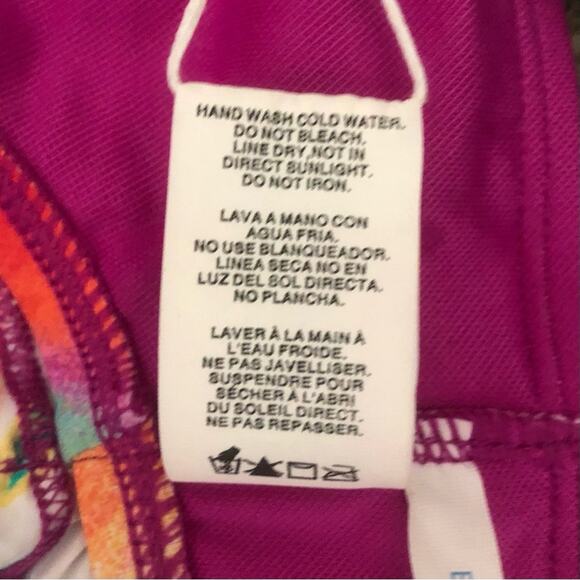 HAND WASH COLD WATER.
DO NOT BLEACH.
LINE DRY,NOT IN
DIRECT SUNLIGHT.
DO NOT IRON.
LAVA A MANO CON
AGUA FRIA.
NO USE BLANQUEADOR.
LINEA SECA NO EN
LUZ DEL SOL DIRECTA.
NO PLANCHA.
LAVER À LA MAIN À
L'EAU FROIDE.
NE PAS JAVELLISER.
SUSPENDRE POUR
SÉCHER À L'ABRI
DU SOLEIL DIRECT.
NE PAS REPASSER.